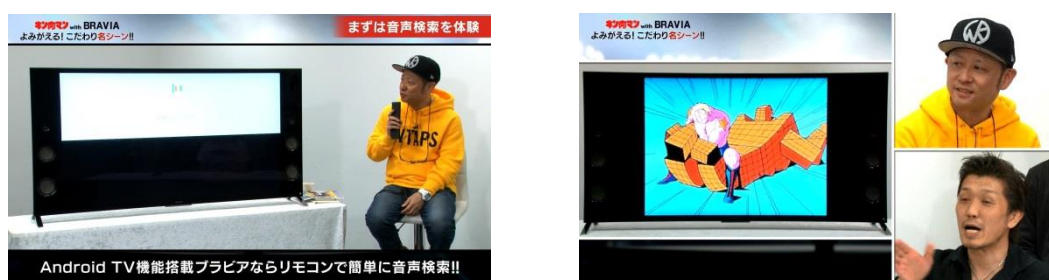 キン肉マン with BRAVIA
よみがえる! こだわり名シーン!!
まずは音声検索を体験
WTAPS
Android TV機能搭載ブラビアならリモコンで簡単に音声検索!!
キン肉マン with BRAVIA
よみがえる! こだわり名シーン!!